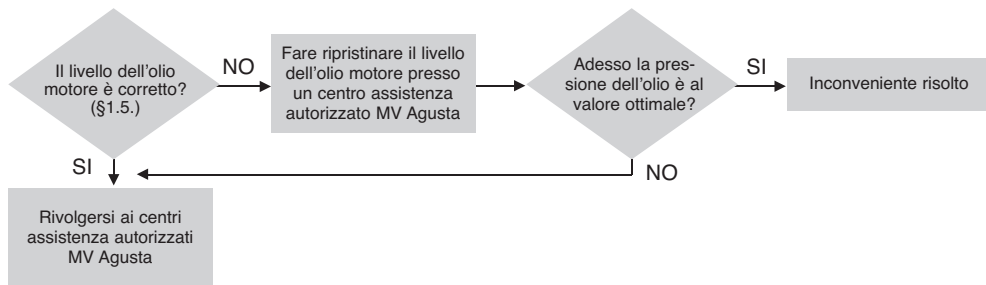 Il livello dell'olio
motore è corretto?
(§1.5.)
NO
Fare ripristinare il livello
dell'olio motore presso
un centro assistenza
autorizzato MV Agusta
Adesso la pres-
sione dell'olio è al
valore ottimale?
SI
Inconveniente risolto
SI
NO
Rivolgersi ai centri
assistenza autorizzati
MV Agusta